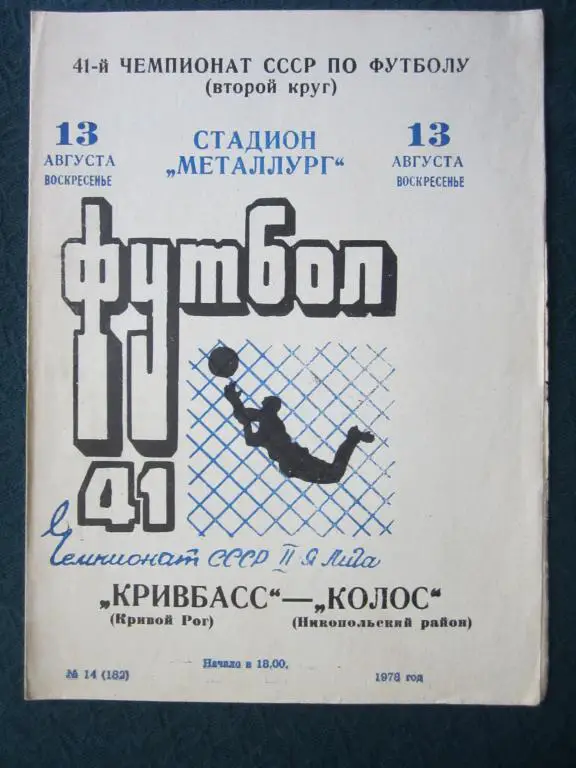 41-й ЧЕМПИОНАТ СССР ПО ФУТБОЛУ
(второй круг)
13
АВГУСТА
ВОСКРЕСЕНЬЕ
СТАДИОН
„МЕТАЛЛУРГ“
13
АВГУСТА
ВОСКРЕСЕНЬЕ
футбол
41
Чемпионат СССР II Я Лига
„КРИВБАСС“ — „КОЛОС“
(Кривой Рог)
(Никопольский район)
№ 14 (182)
Начало в 18.00.
1978 год